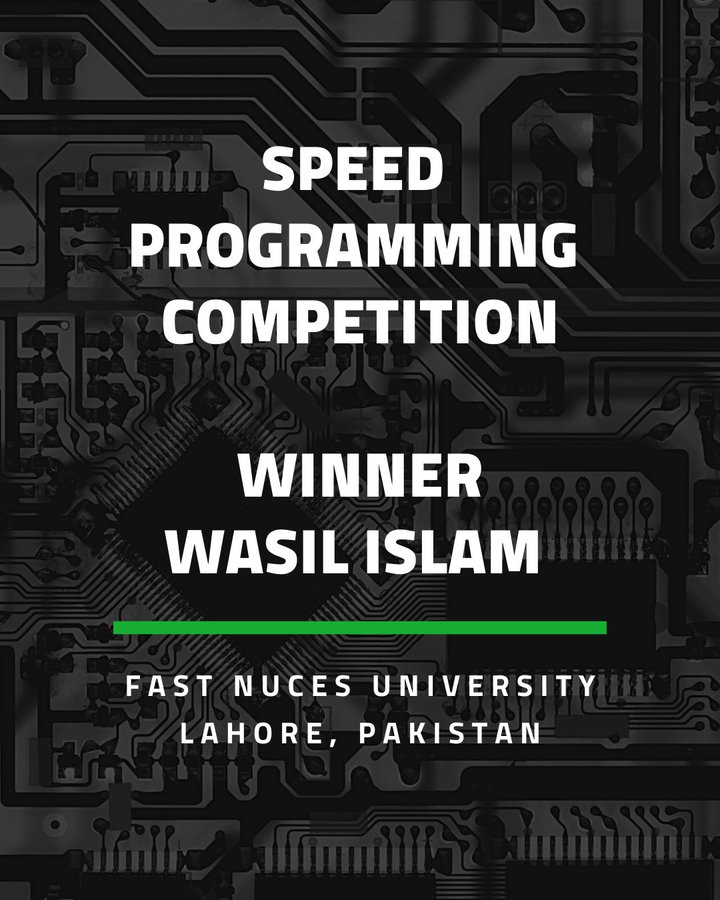 SPEED
PROGRAMMING
COMPETITION
WINNER
WASIL ISLAM
FAST NUCES UNIVERSITY
LAHORE, PAKISTAN